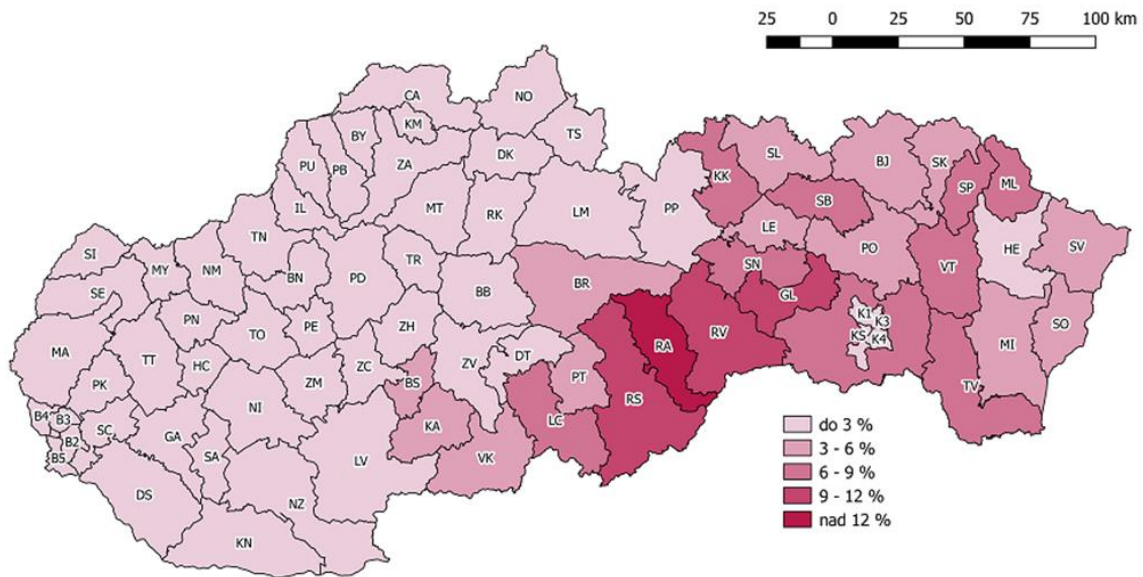 25 0 25 50 75 100 km
CA
NO
KM
TS
BY
PU
PB
ZA
DK
SL
BJ
SK
KK
SP
ML
IL
MT
RK
LM
PP
SB
TN
LE
PO
HE
SV
SI
MY
NM
BN
PD
TR
BR
SN
VT
SE
BB
GL
PN
TO
PE
ZH
K1
K3
SO
MA
TT
HC
ZM
ZC
ZV
DT
RA
RV
KS
K4
MI
PK
BS
PT
TV
B4
B3
SC
NI
KA
LC
RS
B2
GA
B5
SA
LV
VK
DS
NZ
KN
do 3 %
3 - 6 %
6 - 9 %
9 - 12 %
nad 12 %